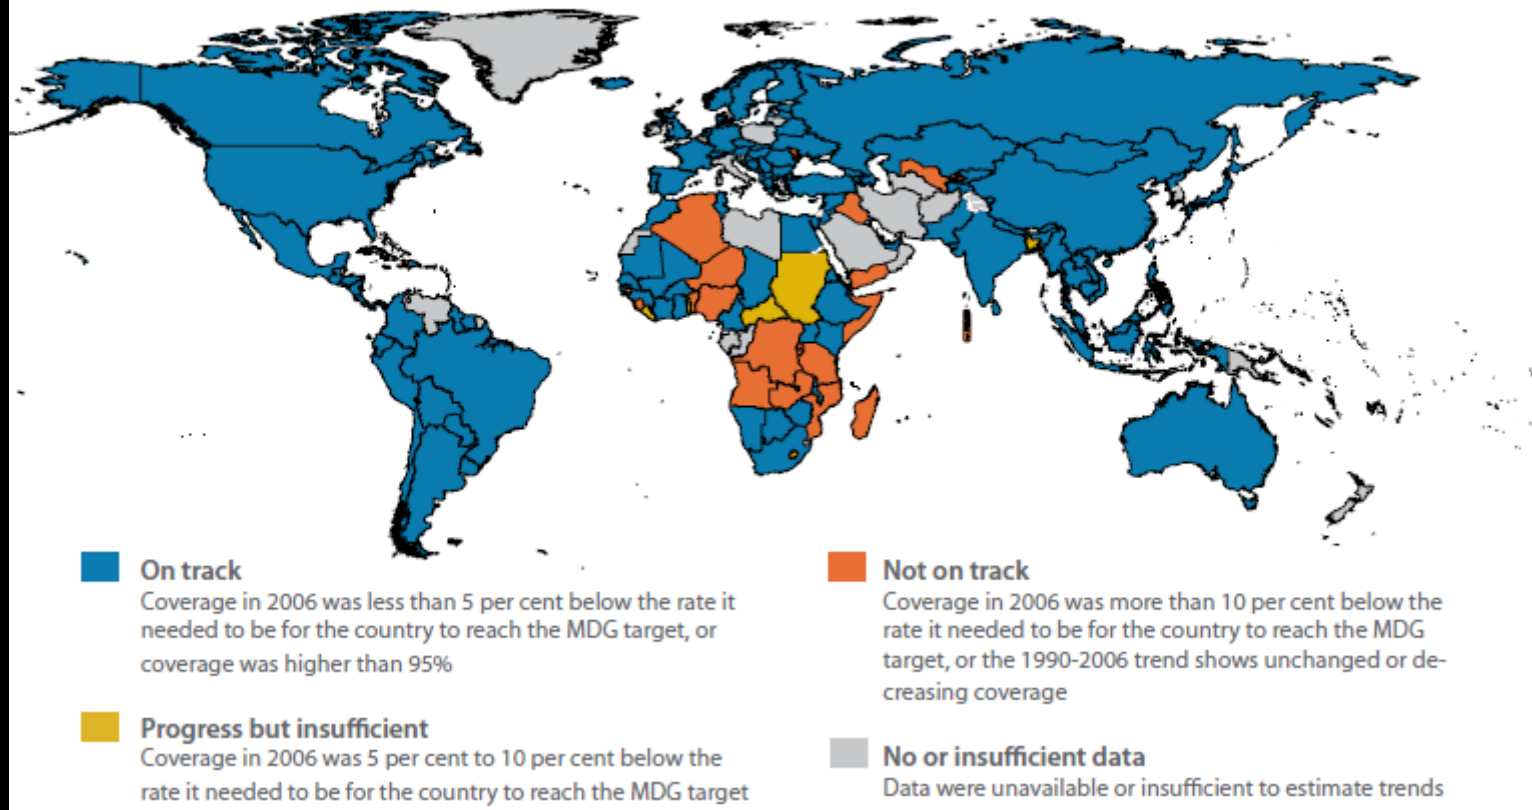 On track
Coverage in 2006 was less than 5 per cent below the rate it
needed to be for the country to reach the MDG target, or
coverage was higher than 95%
Progress but insufficient
Coverage in 2006 was 5 per cent to 10 per cent below the
rate it needed to be for the country to reach the MDG target
Not on track
Coverage in 2006 was more than 10 per cent below the
rate it needed to be for the country to reach the MDG
target, or the 1990-2006 trend shows unchanged or de-
creasing coverage
No or insufficient data
Data were unavailable or insufficient to estimate trends